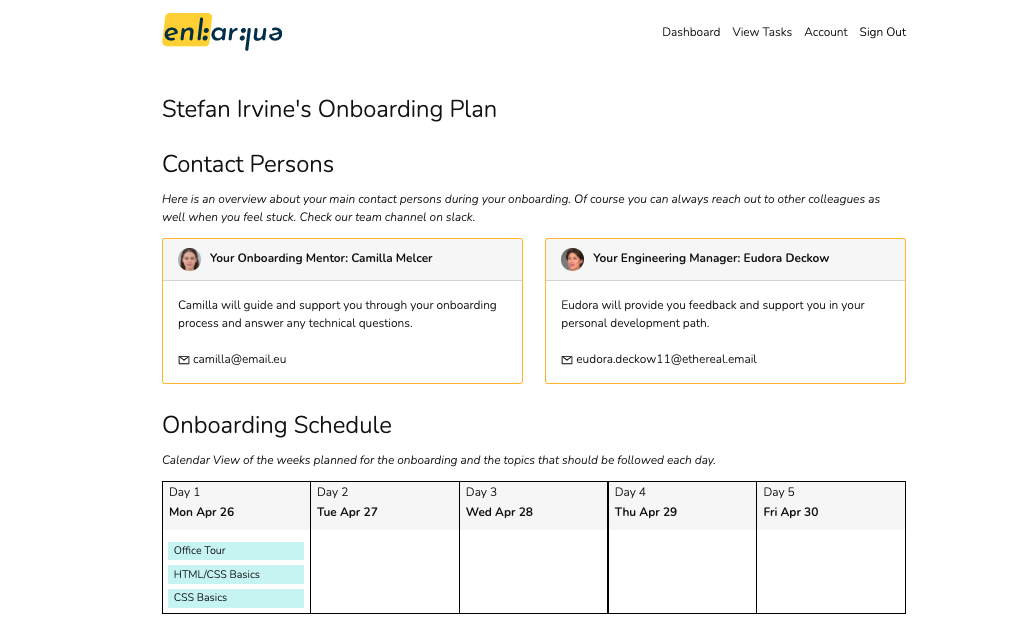 enbarqua
Dashboard View Tasks Account Sign Out
Stefan Irvine's Onboarding Plan
Contact Persons
Here is an overview about your main contact persons during your onboarding. Of course you can always reach out to other colleagues as
well when you feel stuck. Check our team channel on slack.
Your Onboarding Mentor: Camilla Melcer
Camilla will guide and support you through your onboarding
process and answer any technical questions.
camilla@email.eu
Your Engineering Manager: Eudora Deckow
Eudora will provide you feedback and support you in your
personal development path.
eudora.deckow11@ethereal.email
Onboarding Schedule
Calendar View of the weeks planned for the onboarding and the topics that should be followed each day.
Day 1 Day 2 Day 3 Day 4 Day 5
Mon Apr 26 Tue Apr 27 Wed Apr 28 Thu Apr 29 Fri Apr 30
Office Tour
HTML/CSS Basics
CSS Basics